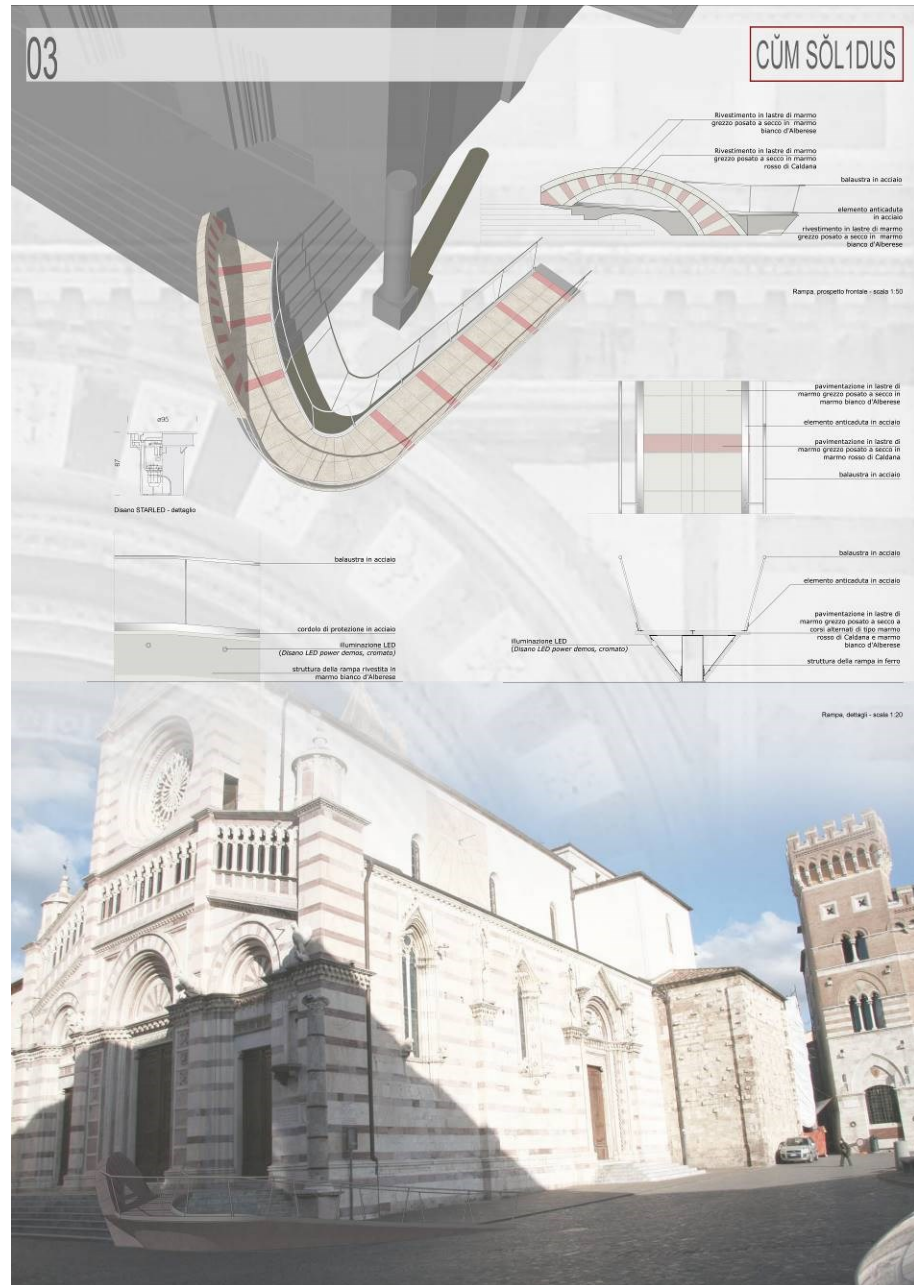 03
CŬM SŎL1DUS
Rivestimento in lastre di marmo
grezzo posato a secco in marmo
bianco d'Alberese
Rivestimento in lastre di marmo
grezzo posato a secco in marmo
rosso di Caldana
balaustra in acciaio
elemento anticaduta
in acciaio
rivestimento in lastre di marmo
grezzo posato a secco in marmo
bianco d'Alberese
Rampa, prospetto frontale - scala 1:50
pavimentazione in lastre di
marmo grezzo posato a secco in
marmo bianco d'Alberese
elemento anticaduta in acciaio
pavimentazione in lastre di
marmo grezzo posato a secco in
marmo rosso di Caldana
balaustra in acciaio
ø95
87
Disano STARLED - dettaglio
balaustra in acciaio
cordolo di protezione in acciaio
illuminazione LED
(Disano LED power demos, cromato)
struttura della rampa rivestita in
marmo bianco d'Alberese
balaustra in acciaio
elemento anticaduta in acciaio
pavimentazione in lastre di
marmo grezzo posato a secco a
corsi alternati di tipo marmo
rosso di Caldana e marmo
bianco d'Alberese
illuminazione LED
(Disano LED power demos, cromato)
struttura della rampa in ferro
Rampa, dettagli - scala 1:20